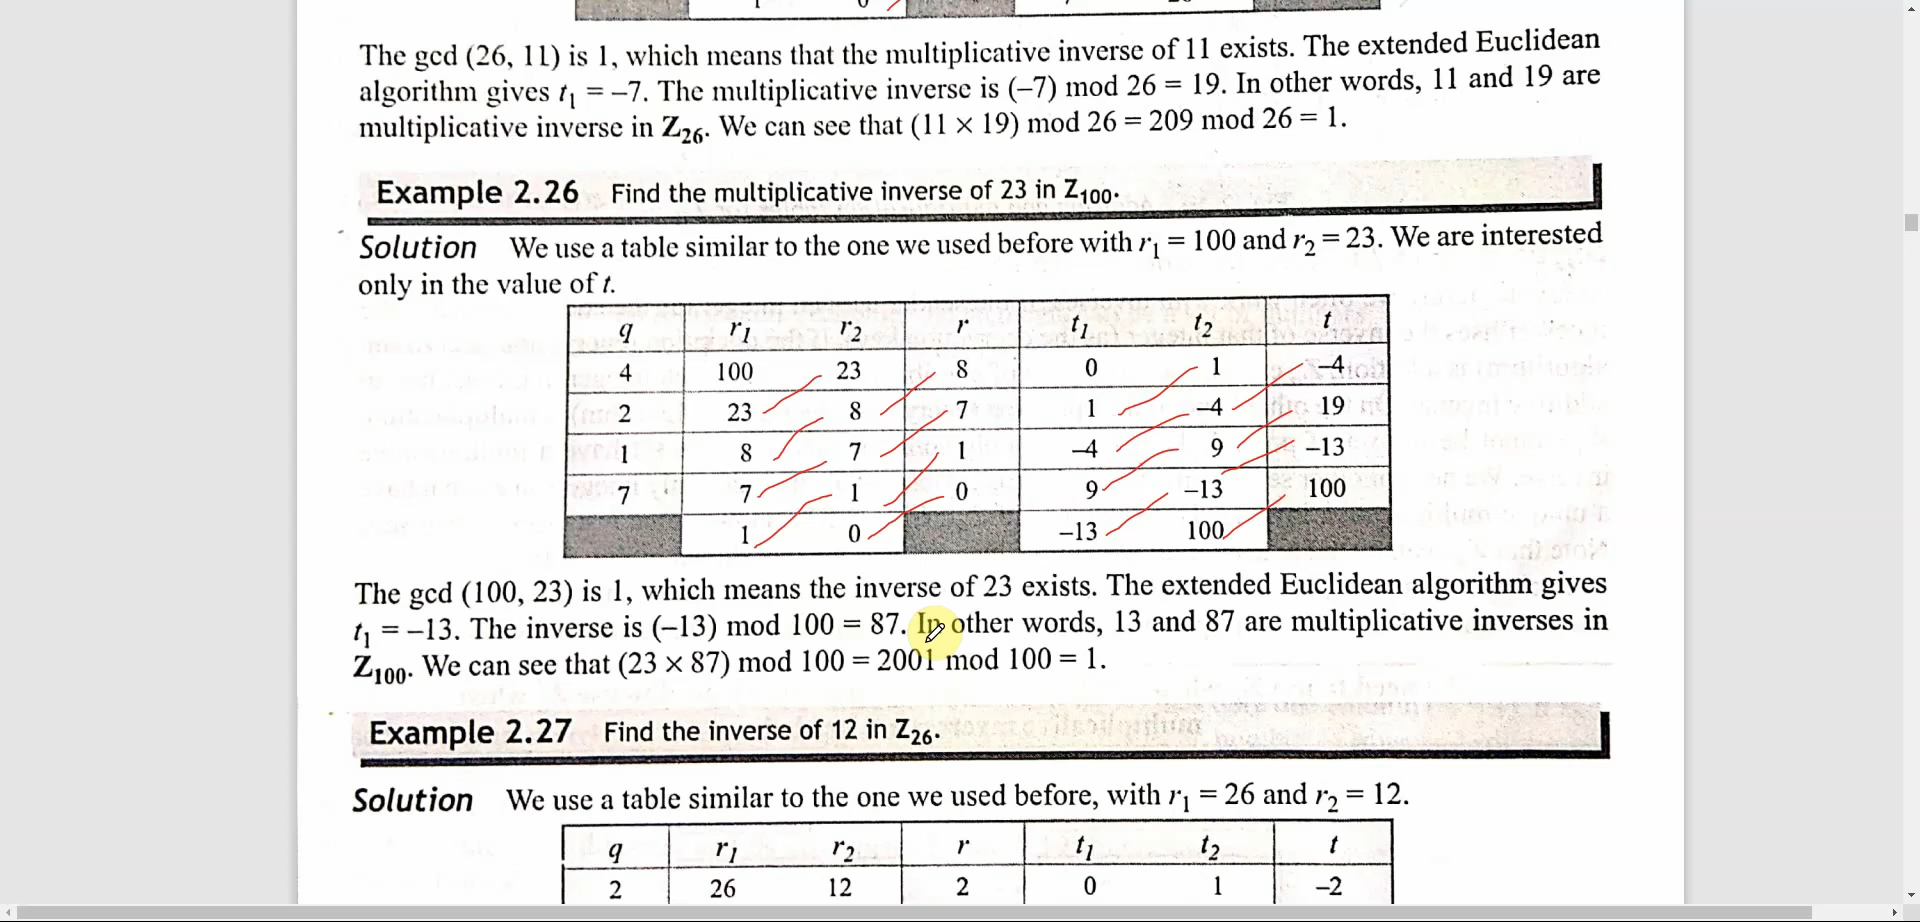 The gcd (26, 11) is 1, which means that the multiplicative inverse of 11 exists. The extended Euclidean
algorithm gives t1 = –7. The multiplicative inverse is (–7) mod 26 = 19. In other words, 11 and 19 are
multiplicative inverse in Z26. We can see that (11 × 19) mod 26 = 209 mod 26 = 1.
Example 2.26 Find the multiplicative inverse of 23 in Z100.
Solution We use a table similar to the one we used before with r1 = 100 and r2 = 23. We are interested
only in the value of t.
q r1 r2 r t1 t2 t
4 100 23 8 0 1 –4
2 23 8 7 1 –4 19
1 8 7 1 –4 9 –13
7 7 1 0 9 –13 100
1 0 –13 100
The gcd (100, 23) is 1, which means the inverse of 23 exists. The extended Euclidean algorithm gives
t1 = –13. The inverse is (–13) mod 100 = 87. In other words, 13 and 87 are multiplicative inverses in
Z100. We can see that (23 × 87) mod 100 = 2001 mod 100 = 1.
Example 2.27 Find the inverse of 12 in Z26.
Solution We use a table similar to the one we used before, with r1 = 26 and r2 = 12.
q r1 r2 r t1 t2 t
2 26 12 2 0 1 –2